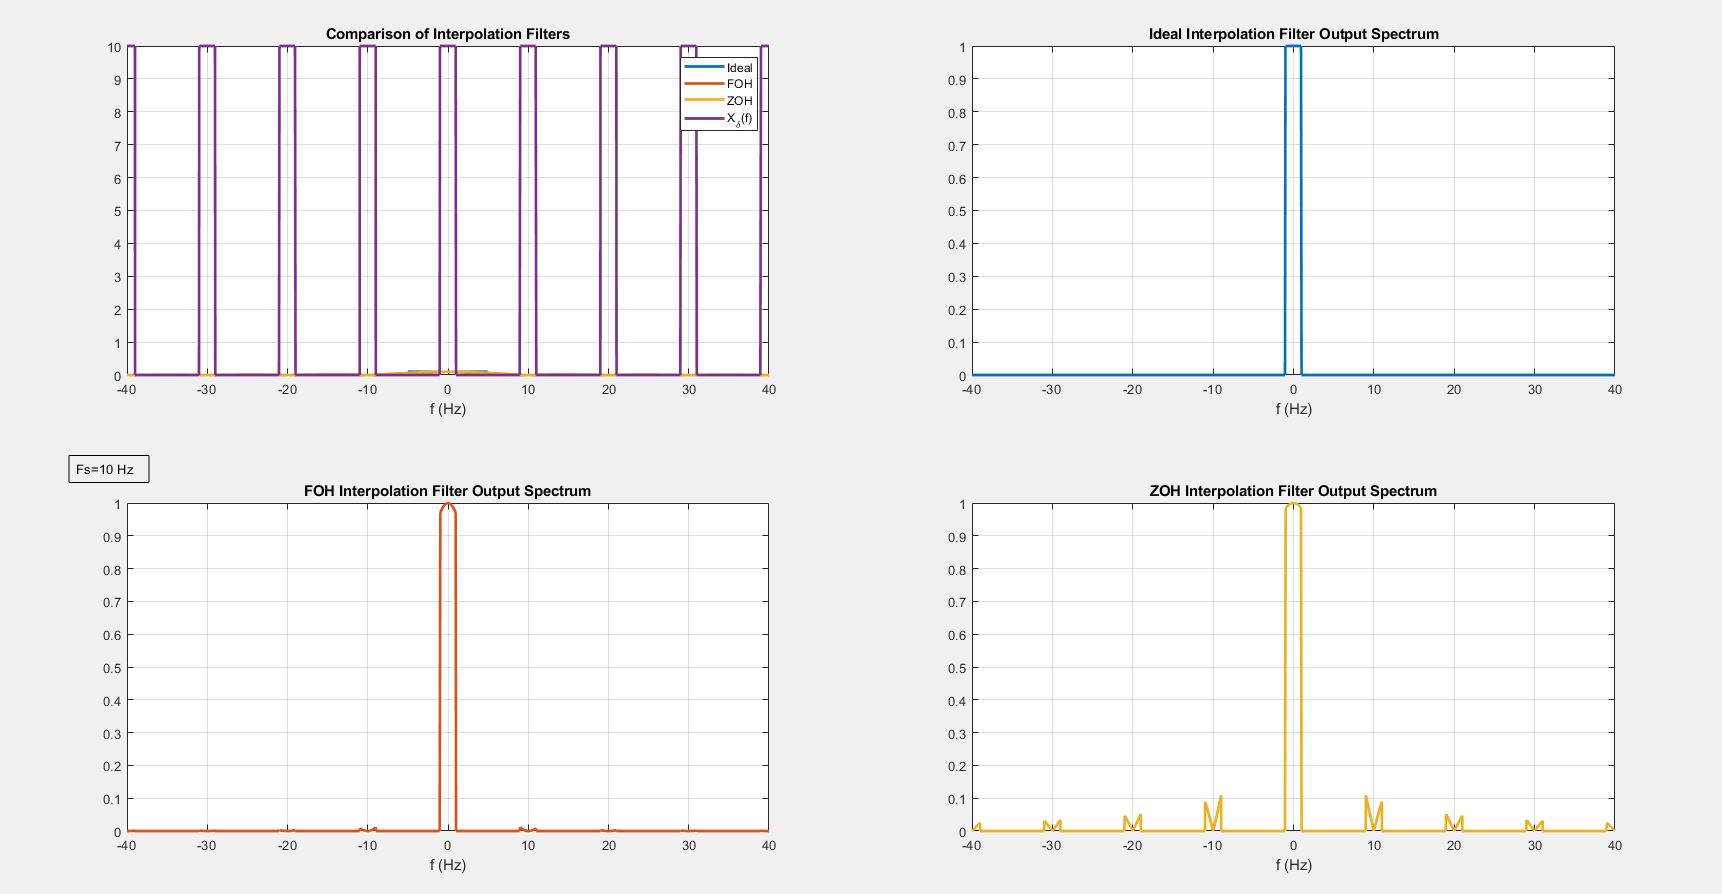 Comparison of Interpolation Filters
10
9
8
7
6
5
4
3
2
1
0
-40 -30 -20 -10 0 10 20 30 40
f (Hz)
Ideal
FOH
ZOH
X_δ(f)
Ideal Interpolation Filter Output Spectrum
1
0.9
0.8
0.7
0.6
0.5
0.4
0.3
0.2
0.1
0
-40 -30 -20 -10 0 10 20 30 40
f (Hz)
Fs=10 Hz
FOH Interpolation Filter Output Spectrum
1
0.9
0.8
0.7
0.6
0.5
0.4
0.3
0.2
0.1
0
-40 -30 -20 -10 0 10 20 30 40
f (Hz)
ZOH Interpolation Filter Output Spectrum
1
0.9
0.8
0.7
0.6
0.5
0.4
0.3
0.2
0.1
0
-40 -30 -20 -10 0 10 20 30 40
f (Hz)